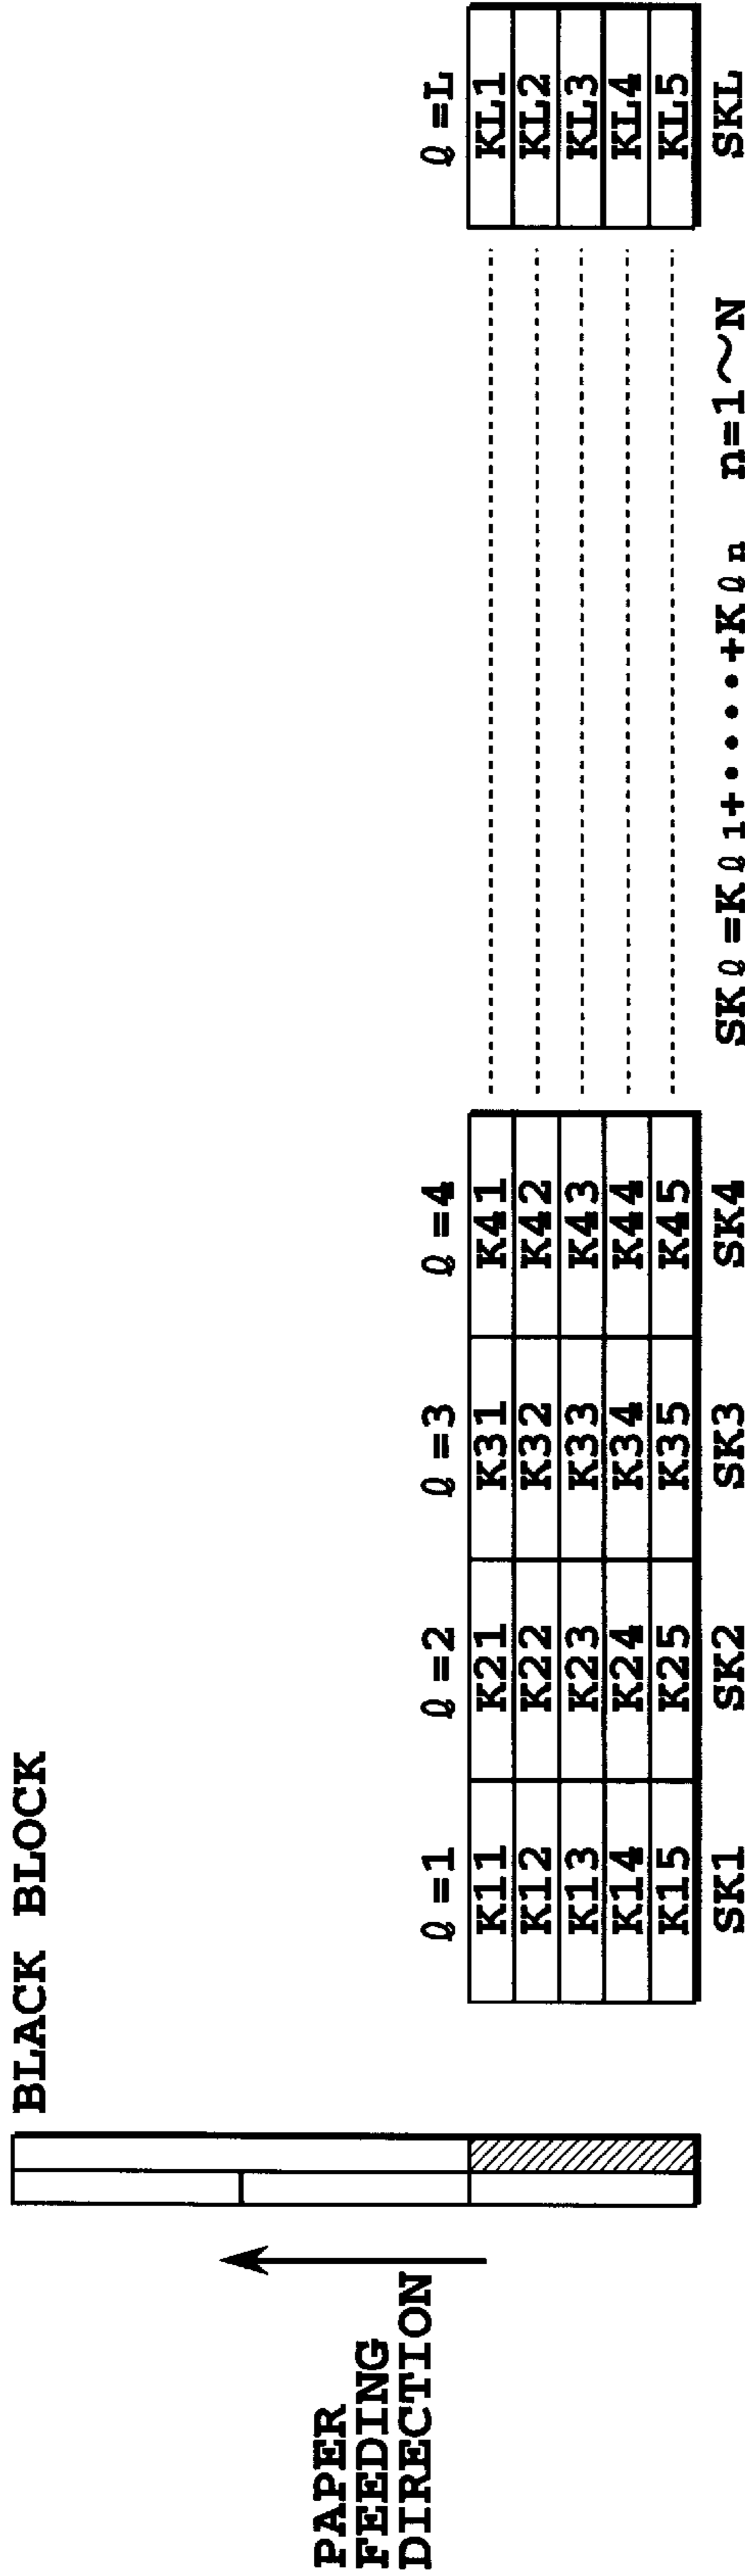 BLACK BLOCK
PAPER
FEEDING
DIRECTION
ℓ=1 ℓ=2 ℓ=3 ℓ=4 ℓ=L
K11 K21 K31 K41 KL1
K12 K22 K32 K42 KL2
K13 K23 K33 K43 KL3
K14 K24 K34 K44 KL4
K15 K25 K35 K45 KL5
SK1 SK2 SK3 SK4 SKL
SKℓ=Kℓ1+・・・・+Kℓn n=1~N